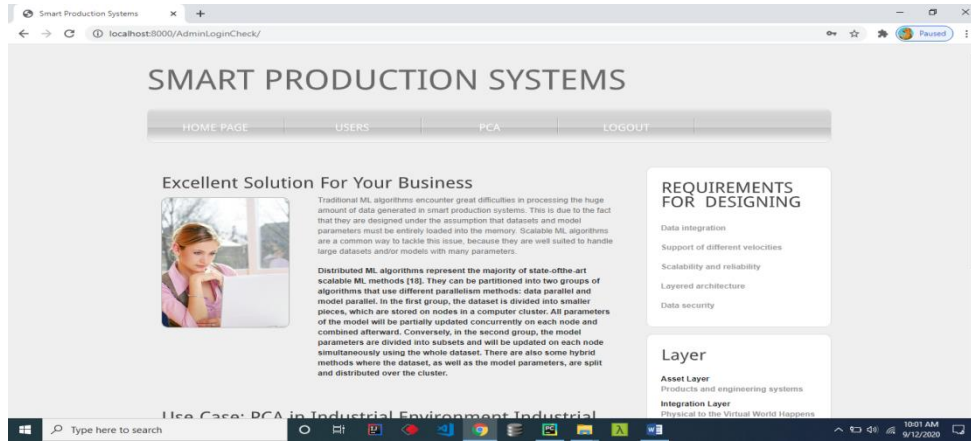 Smart Production Systems
localhost:8000/AdminLoginCheck/
Paused
SMART PRODUCTION SYSTEMS
HOME PAGE USERS PCA LOGOUT
Excellent Solution For Your Business
Traditional ML algorithms encounter great difficulties in processing the huge
amount of data generated in smart production systems. This is due to the fact
that they are designed under the assumption that datasets and model
parameters must be entirely loaded into the memory. Scalable ML algorithms
are a common way to tackle this issue, because they are well suited to handle
large datasets and/or models with many parameters.
Distributed ML algorithms represent the majority of state-ofthe-art
scalable ML methods [18]. They can be partitioned into two groups of
algorithms that use different parallelism methods: data parallel and
model parallel. In the first group, the dataset is divided into smaller
pieces, which are stored on nodes in a computer cluster. All parameters
of the model will be partially updated concurrently on each node and
combined afterward. Conversely, in the second group, the model
parameters are divided into subsets and will be updated on each node
simultaneously using the whole dataset. There are also some hybrid
methods where the dataset, as well as the model parameters, are split
and distributed over the cluster.
Use Case: PCA in Industrial Environment Industrial
REQUIREMENTS
FOR DESIGNING
Data integration
Support of different velocities
Scalability and reliability
Layered architecture
Data security
Layer
Asset Layer
Products and engineering systems
Integration Layer
Physical to the Virtual World Happens
Type here to search
10:01 AM
9/12/2020